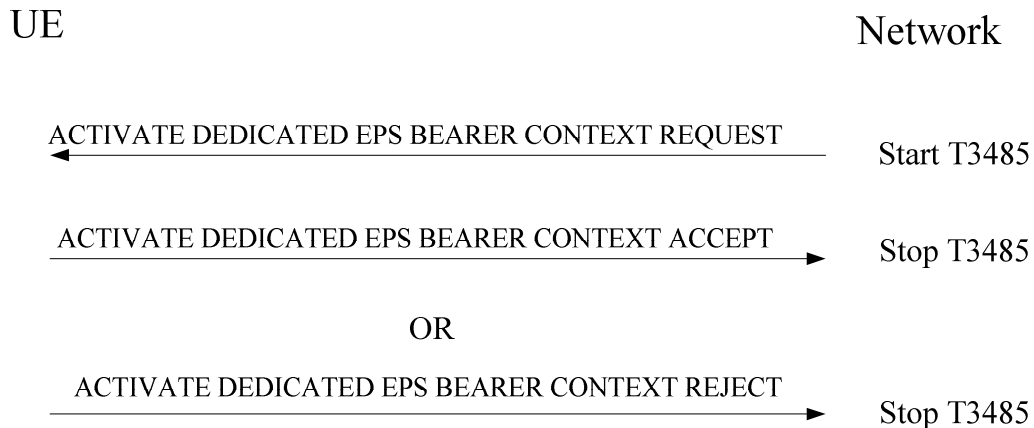 UE
Network
ACTIVATE DEDICATED EPS BEARER CONTEXT REQUEST
Start T3485
ACTIVATE DEDICATED EPS BEARER CONTEXT ACCEPT
Stop T3485
OR
ACTIVATE DEDICATED EPS BEARER CONTEXT REJECT
Stop T3485